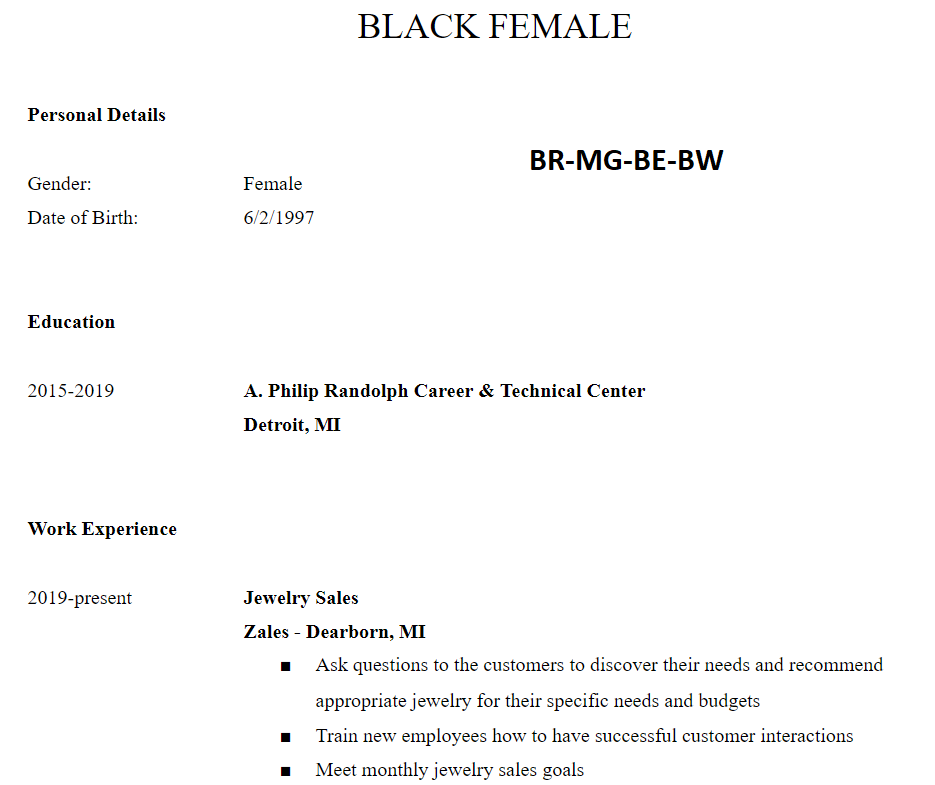 BLACK FEMALE
Personal Details
BR-MG-BE-BW
Gender: Female
Date of Birth: 6/2/1997
Education
2015-2019 A. Philip Randolph Career & Technical Center
Detroit, MI
Work Experience
2019-present Jewelry Sales
Zales - Dearborn, MI
■ Ask questions to the customers to discover their needs and recommend
appropriate jewelry for their specific needs and budgets
■ Train new employees how to have successful customer interactions
■ Meet monthly jewelry sales goals